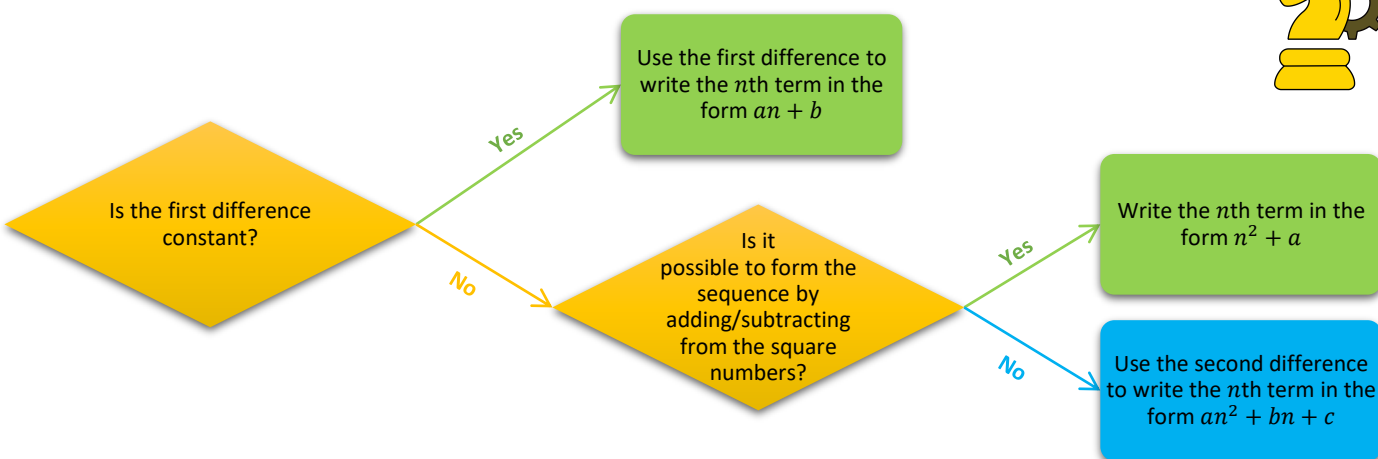 Use the first difference to
write the nth term in the
form an + b
Yes
Is the first difference
constant?
No
Is it
possible to form the
sequence by
adding/subtracting
from the square
numbers?
Yes
Write the nth term in the
form n² + a
No
Use the second difference
to write the nth term in the
form an² + bn + c